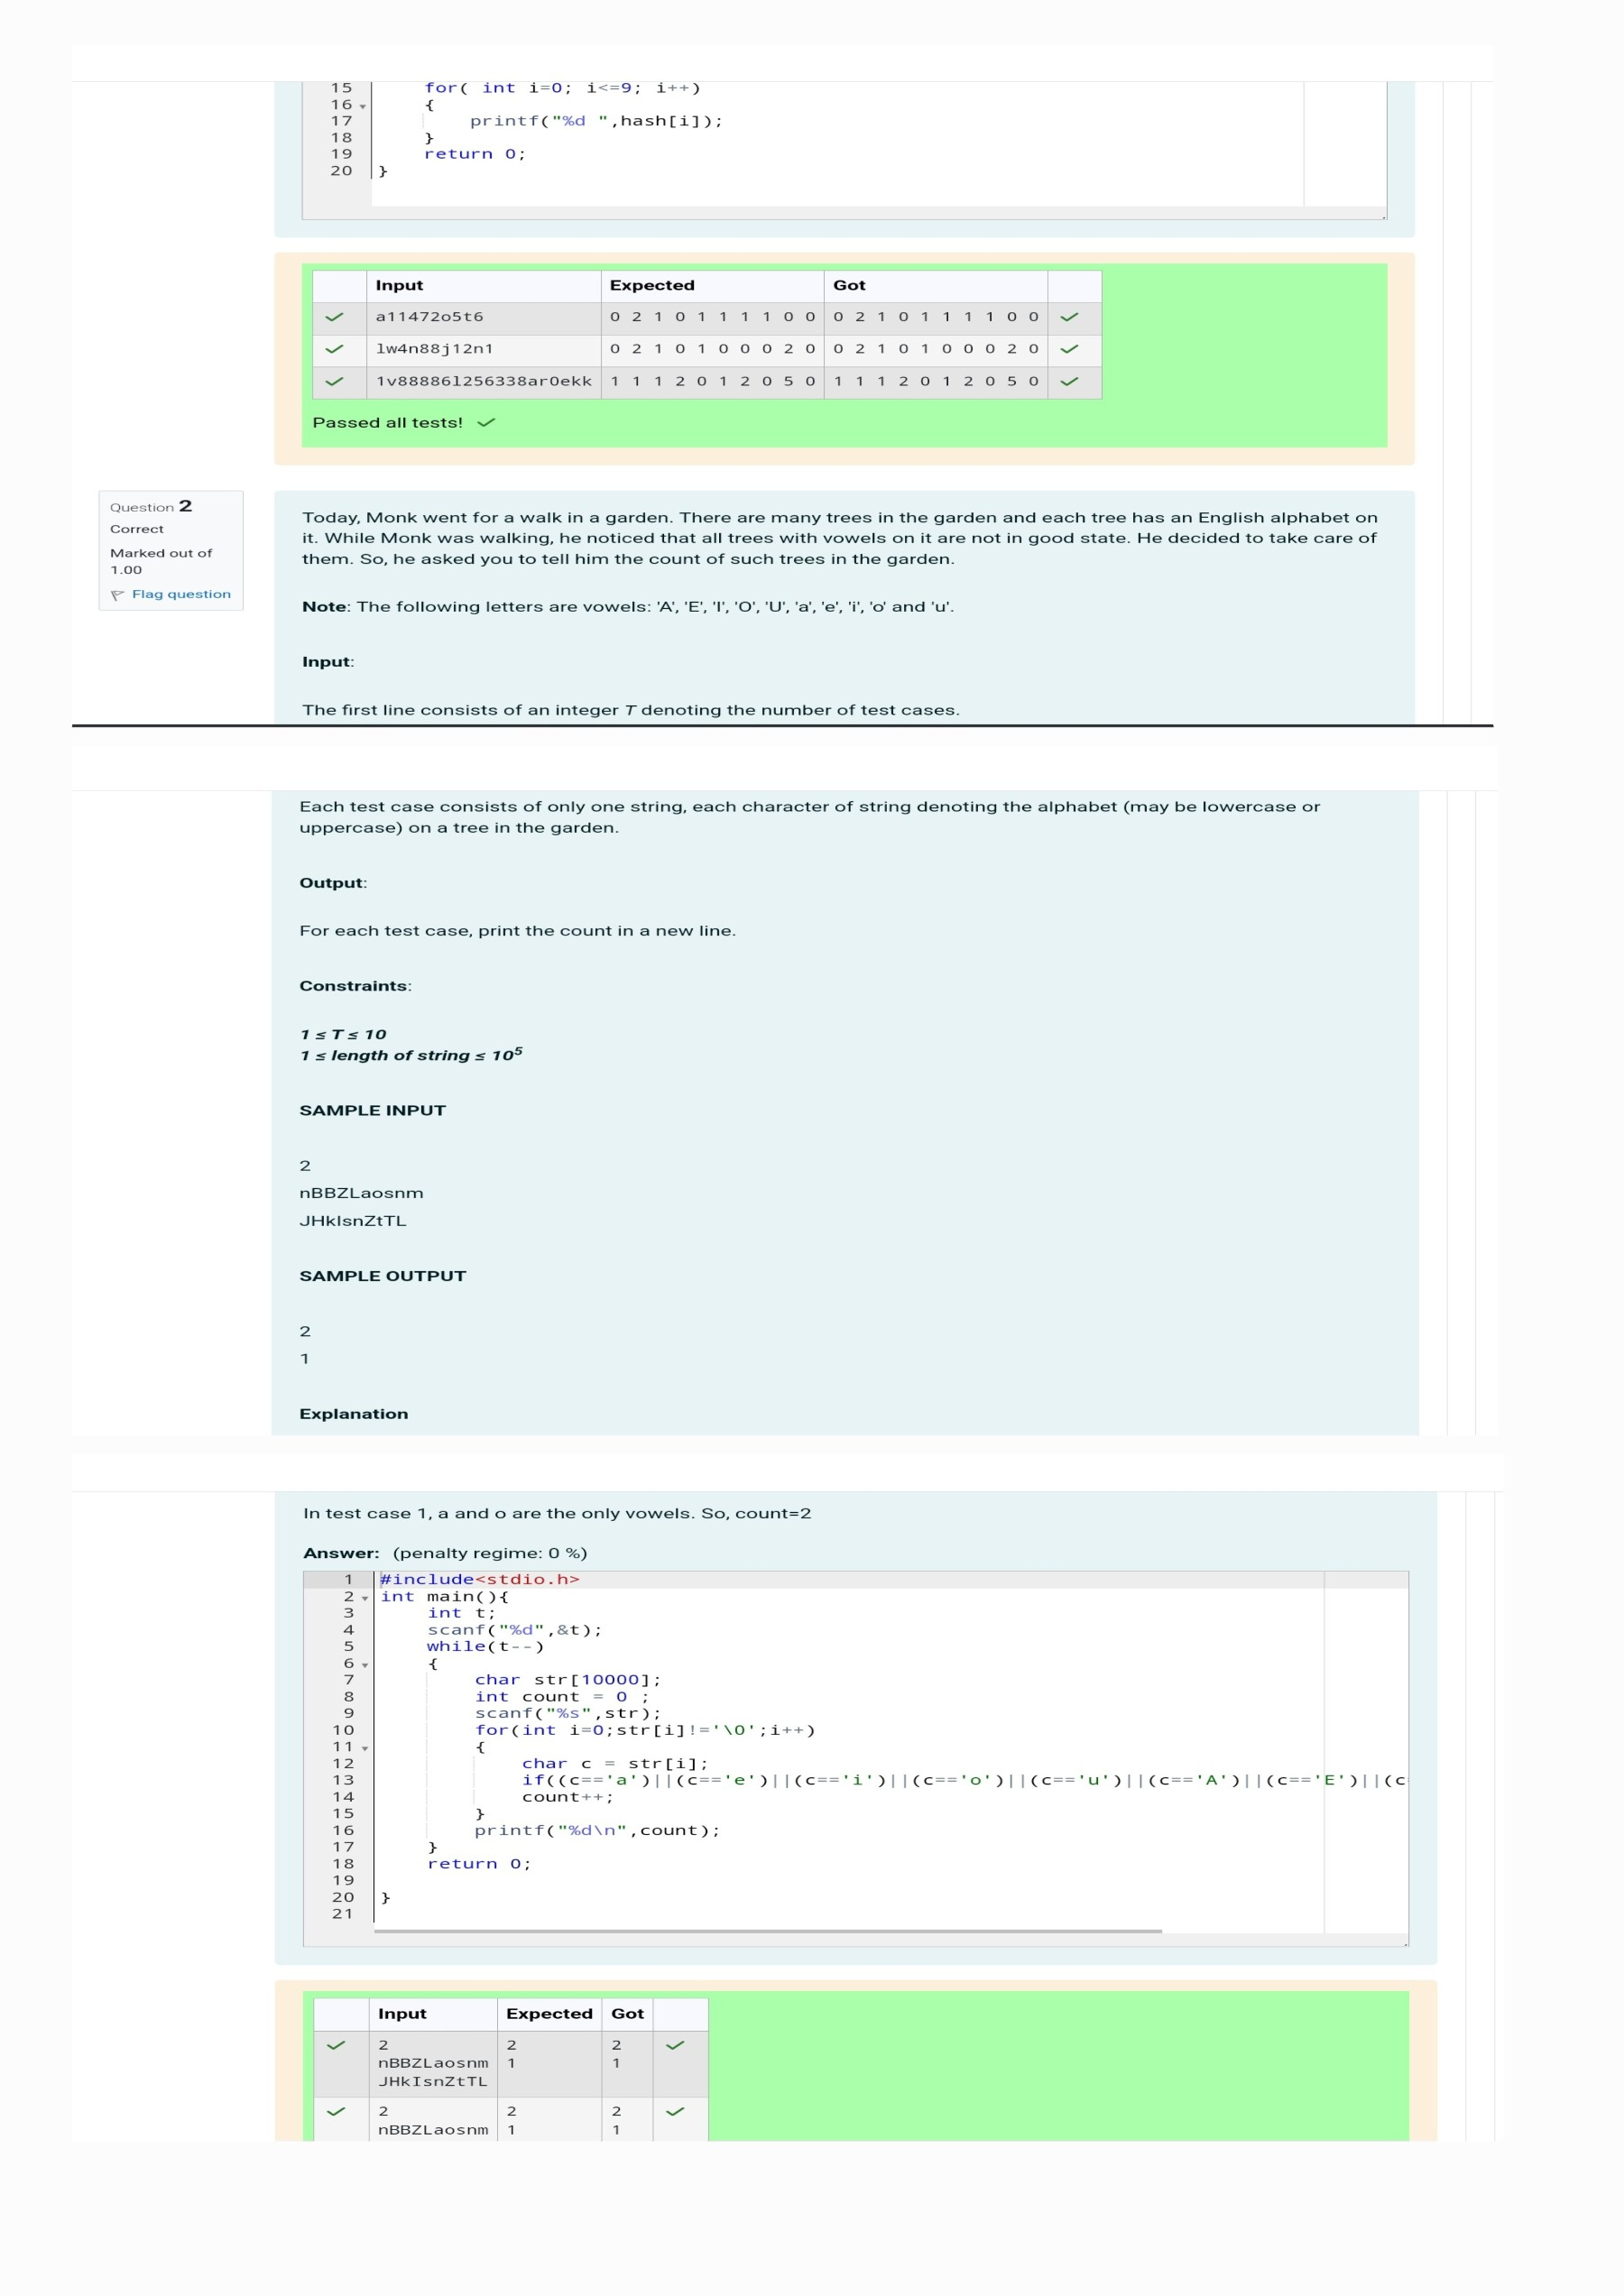 15 for( int i=0; i<=9; i++)
16 {
17 printf("%d ",hash[i]);
18 }
19 return 0;
20 }
Input Expected Got
a11472o5t6 0 2 1 0 1 1 1 1 0 0 0 2 1 0 1 1 1 1 0 0
lw4n88j12n1 0 2 1 0 1 0 0 0 2 0 0 2 1 0 1 0 0 0 2 0
1v88886l256338ar0ekk 1 1 1 2 0 1 2 0 5 0 1 1 1 2 0 1 2 0 5 0
Passed all tests!
Question 2
Correct
Marked out of
1.00
Flag question
Today, Monk went for a walk in a garden. There are many trees in the garden and each tree has an English alphabet on
it. While Monk was walking, he noticed that all trees with vowels on it are not in good state. He decided to take care of
them. So, he asked you to tell him the count of such trees in the garden.
Note: The following letters are vowels: 'A', 'E', 'I', 'O', 'U', 'a', 'e', 'i', 'o' and 'u'.
Input:
The first line consists of an integer T denoting the number of test cases.
Each test case consists of only one string, each character of string denoting the alphabet (may be lowercase or
uppercase) on a tree in the garden.
Output:
For each test case, print the count in a new line.
Constraints:
1 ≤ T ≤ 10
1 ≤ length of string ≤ 10⁵
SAMPLE INPUT
2
nBBZLaosnm
JHkIsnZtTL
SAMPLE OUTPUT
2
1
Explanation
In test case 1, a and o are the only vowels. So, count=2
Answer: (penalty regime: 0 %)
1 #include<stdio.h>
2 int main(){
3 int t;
4 scanf("%d",&t);
5 while(t--)
6 {
7 char str[10000];
8 int count = 0 ;
9 scanf("%s",str);
10 for(int i=0;str[i]!='\0';i++)
11 {
12 char c = str[i];
13 if((c=='a')||(c=='e')||(c=='i')||(c=='o')||(c=='u')||(c=='A')||(c=='E')||(c
14 count++;
15 }
16 printf("%d\n",count);
17 }
18 return 0;
19
20 }
21
Input Expected Got
2 2 2
nBBZLaosnm 1 1
JHkIsnZtTL
2 2 2
nBBZLaosnm 1 1